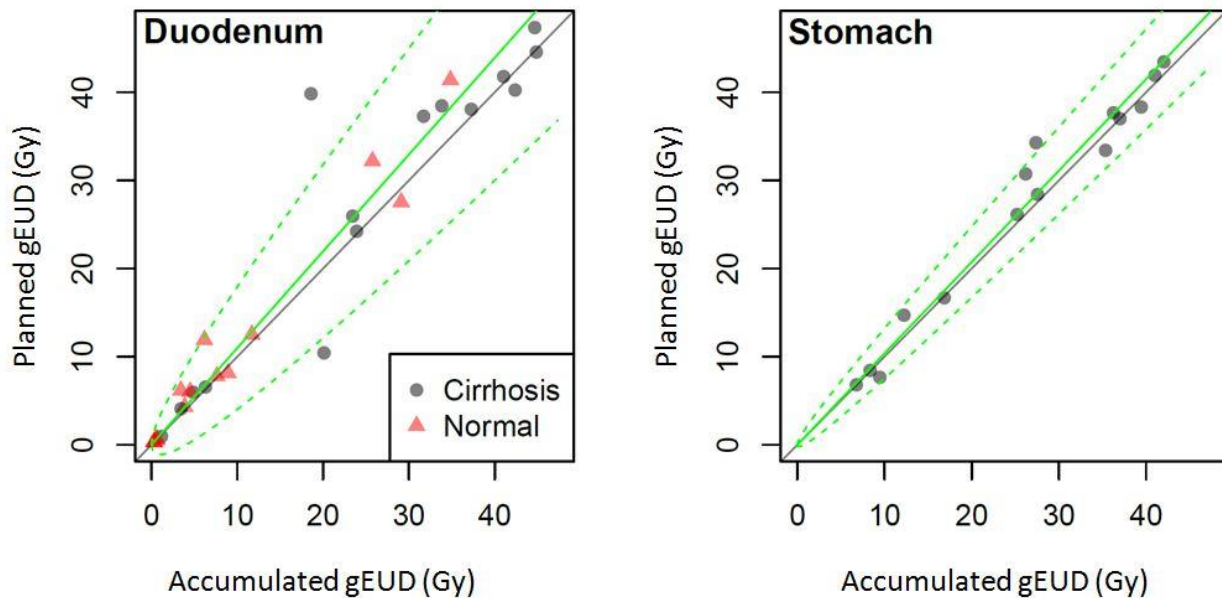 Duodenum
Planned gEUD (Gy)
40
30
20
10
0
Cirrhosis
Normal
0 10 20 30 40
Accumulated gEUD (Gy)
Stomach
Planned gEUD (Gy)
40
30
20
10
0
0 10 20 30 40
Accumulated gEUD (Gy)